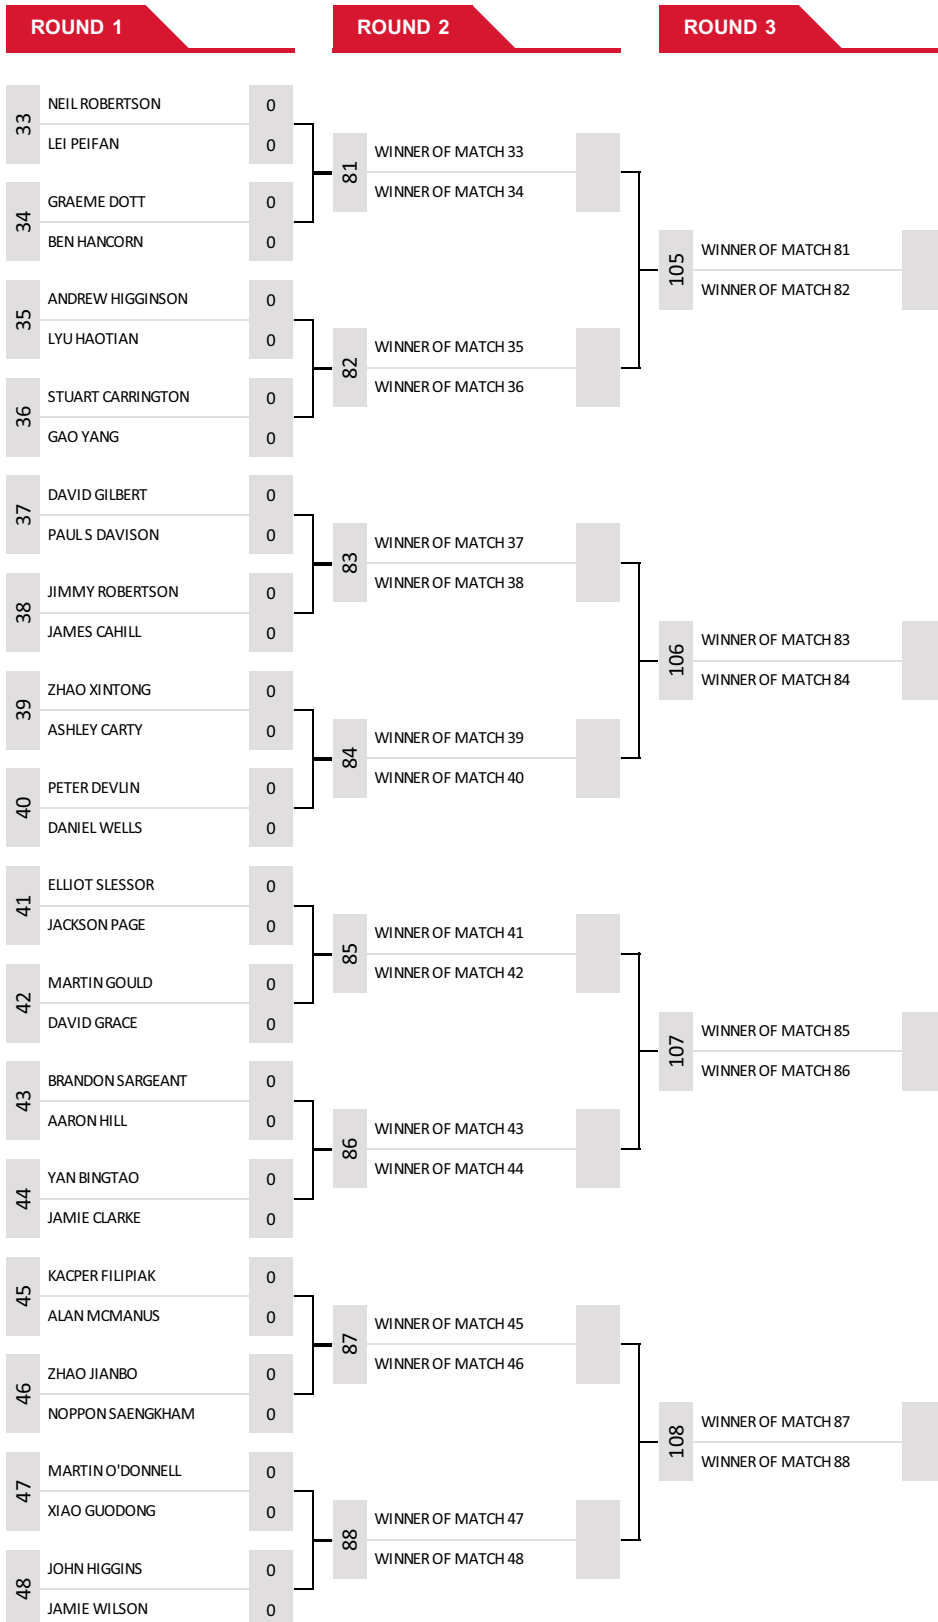 ROUND 1
ROUND 2
ROUND 3
33
NEIL ROBERTSON 0
LEI PEIFAN 0
34
GRAEME DOTT 0
BEN HANCORN 0
35
ANDREW HIGGINSON 0
LYU HAOTIAN 0
36
STUART CARRINGTON 0
GAO YANG 0
37
DAVID GILBERT 0
PAUL S DAVISON 0
38
JIMMY ROBERTSON 0
JAMES CAHILL 0
39
ZHAO XINTONG 0
ASHLEY CARTY 0
40
PETER DEVLIN 0
DANIEL WELLS 0
41
ELLIOT SLESSOR 0
JACKSON PAGE 0
42
MARTIN GOULD 0
DAVID GRACE 0
43
BRANDON SARGEANT 0
AARON HILL 0
44
YAN BINGTAO 0
JAMIE CLARKE 0
45
KACPER FILIPIAK 0
ALAN MCMANUS 0
46
ZHAO JIANBO 0
NOPPON SAENGKHAM 0
47
MARTIN O'DONNELL 0
XIAO GUODONG 0
48
JOHN HIGGINS 0
JAMIE WILSON 0
81
WINNER OF MATCH 33
WINNER OF MATCH 34
82
WINNER OF MATCH 35
WINNER OF MATCH 36
83
WINNER OF MATCH 37
WINNER OF MATCH 38
84
WINNER OF MATCH 39
WINNER OF MATCH 40
85
WINNER OF MATCH 41
WINNER OF MATCH 42
86
WINNER OF MATCH 43
WINNER OF MATCH 44
87
WINNER OF MATCH 45
WINNER OF MATCH 46
88
WINNER OF MATCH 47
WINNER OF MATCH 48
105
WINNER OF MATCH 81
WINNER OF MATCH 82
106
WINNER OF MATCH 83
WINNER OF MATCH 84
107
WINNER OF MATCH 85
WINNER OF MATCH 86
108
WINNER OF MATCH 87
WINNER OF MATCH 88